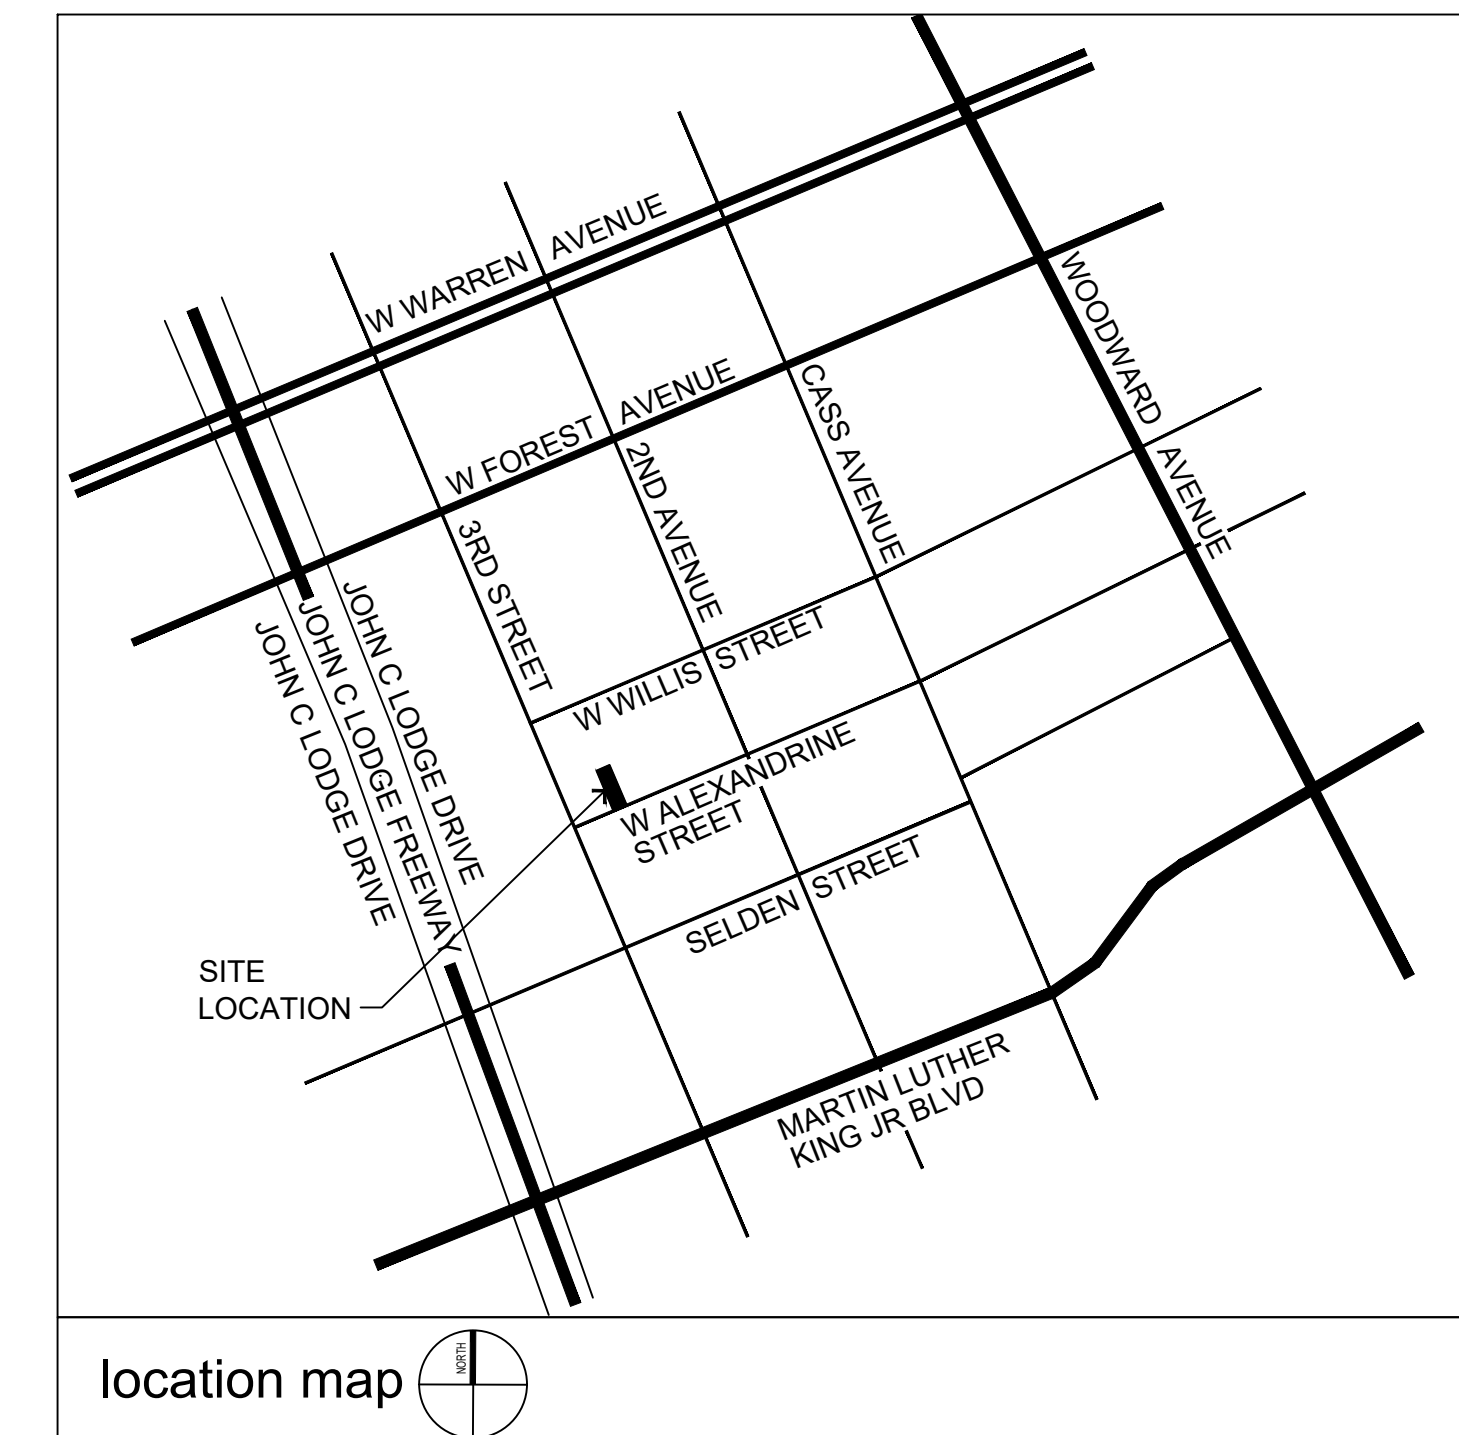 W WARREN AVENUE
W FOREST AVENUE
WOODWARD AVENUE
CASS AVENUE
2ND AVENUE
3RD STREET
JOHN C LODGE DRIVE
JOHN C LODGE FREEWAY
JOHN C LODGE DRIVE
W WILLIS STREET
W ALEXANDRINE
STREET
SELDEN STREET
SITE
LOCATION
MARTIN LUTHER
KING JR BLVD
location map
NORTH